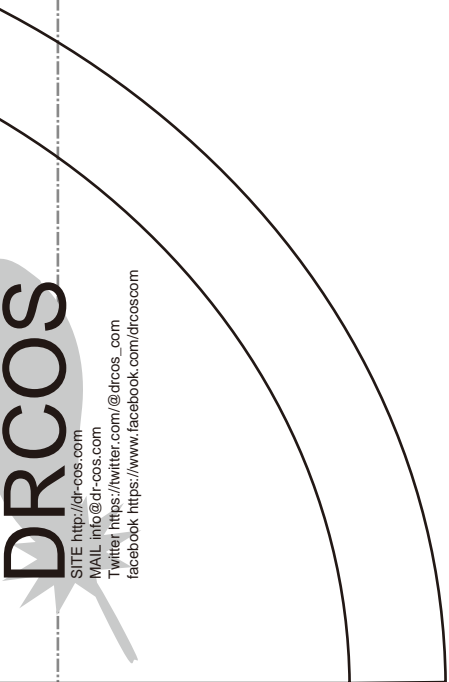 DRCOS
SITE http://dr-cos.com
MAIL info@dr-cos.com
Twitter https://twitter.com/@drcos_com
facebook https://www.facebook.com/drcoscom